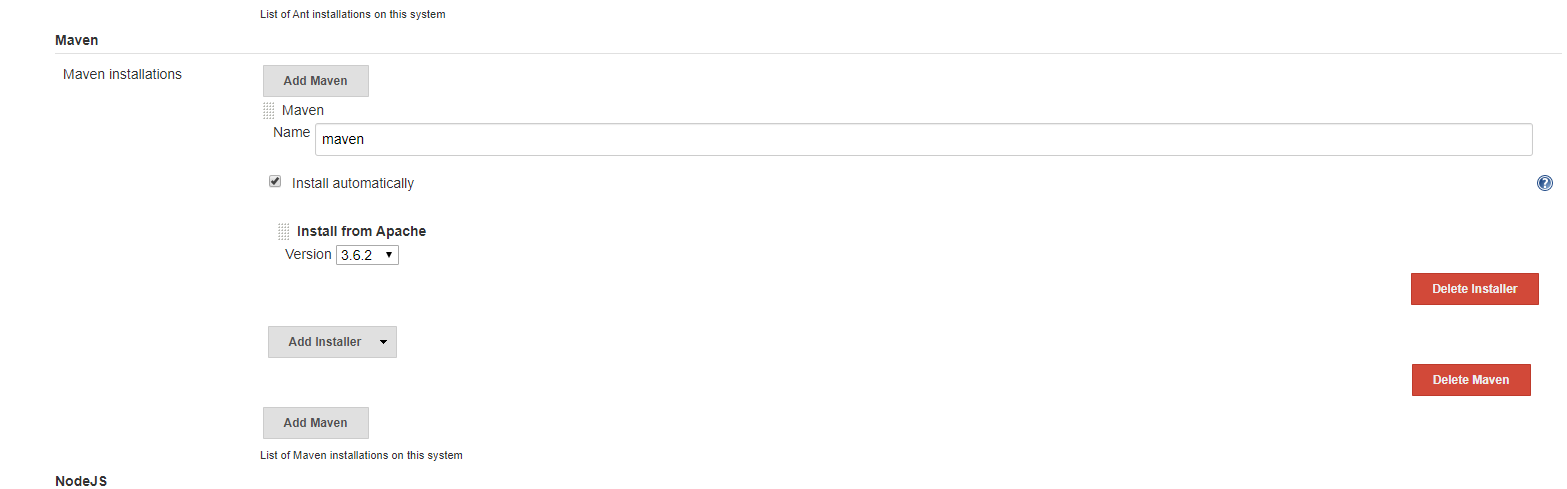 List of Ant installations on this system
Maven
Maven installations
Add Maven
Maven
Name maven
Install automatically
Install from Apache
Version 3.6.2
Delete Installer
Add Installer
Delete Maven
Add Maven
List of Maven installations on this system
NodeJS